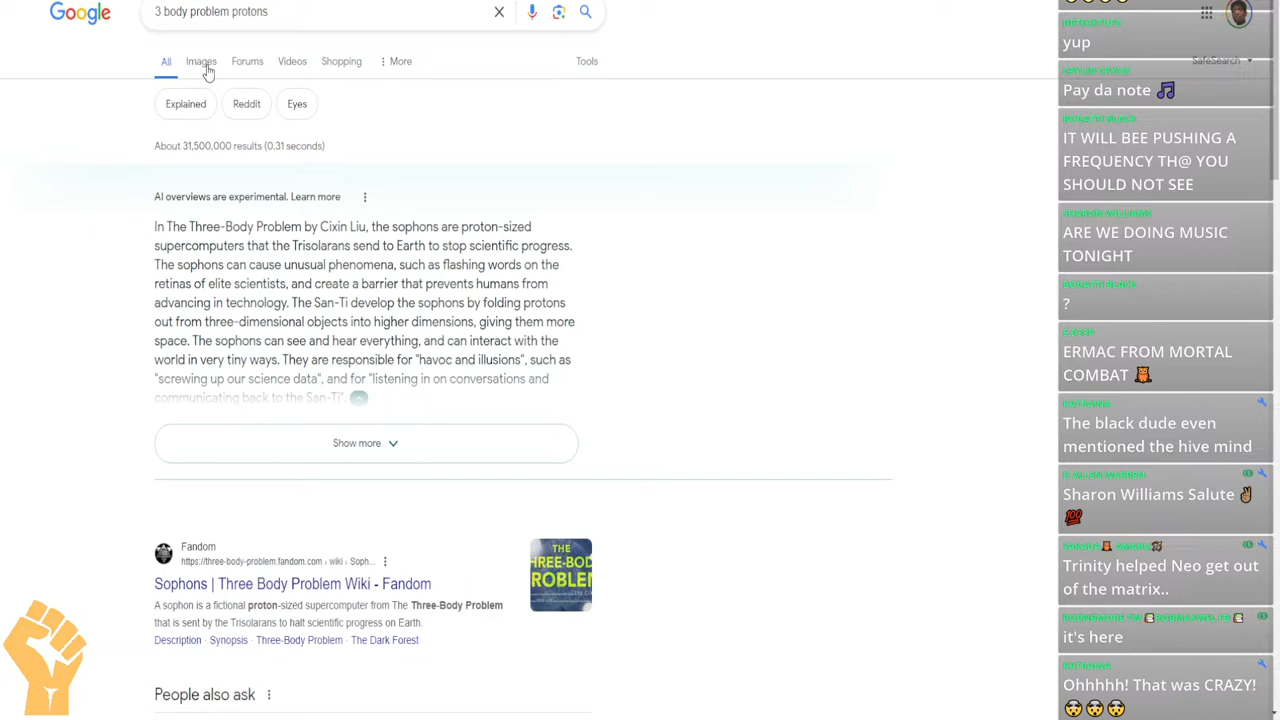 Google
3 body problem protons
All
Images
Forums
Videos
Shopping
More
Tools
SafeSearch
Explained
Reddit
Eyes
About 31,500,000 results (0.31 seconds)
AI overviews are experimental. Learn more
In The Three-Body Problem by Cixin Liu, the sophons are proton-sized
supercomputers that the Trisolarans send to Earth to stop scientific progress.
The sophons can cause unusual phenomena, such as flashing words on the
retinas of elite scientists, and create a barrier that prevents humans from
advancing in technology. The San-Ti develop the sophons by folding protons
out from three-dimensional objects into higher dimensions, giving them more
space. The sophons can see and hear everything, and can interact with the
world in very tiny ways. They are responsible for "havoc and illusions", such as
"screwing up our science data", and for "listening in on conversations and
communicating back to the San-Ti".
Show more
Fandom
https://three-body-problem.fandom.com › wiki › Soph...
Sophons | Three Body Problem Wiki - Fandom
A sophon is a fictional proton-sized supercomputer from The Three-Body Problem
that is sent by the Trisolarans to halt scientific progress on Earth.
Description · Synopsis · Three-Body Problem · The Dark Forest
THE
THREE-BOD
ROBLEM
People also ask
yup
Pay da note 🎵
IT WILL BEE PUSHING A
FREQUENCY TH@ YOU
SHOULD NOT SEE
SHARON WILLIAMS
ARE WE DOING MUSIC
TONIGHT
?
ERMAC FROM MORTAL
COMBAT
The black dude even
mentioned the hive mind
D ALLEN WARREN
Sharon Williams Salute ✌🏾
💯
Trinity helped Neo get out
of the matrix..
it's here
Ohhhhh! That was CRAZY!
🤯🤯🤯